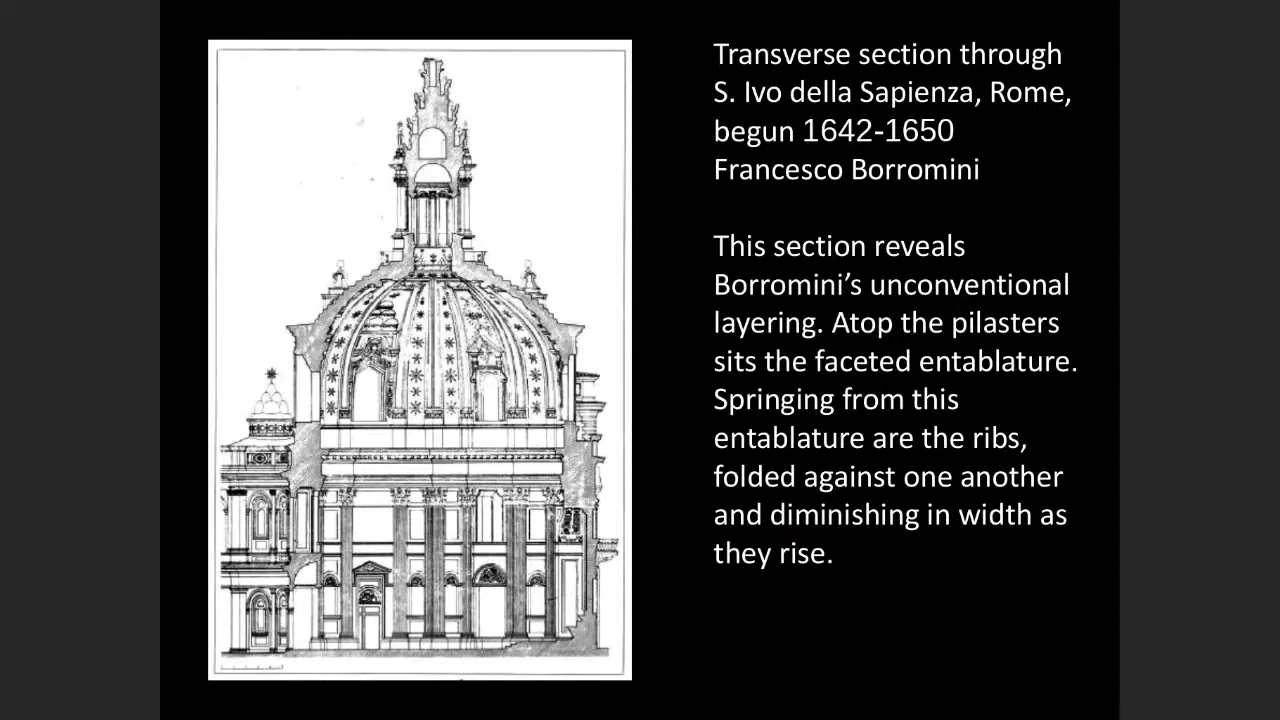 Transverse section through
S. Ivo della Sapienza, Rome,
begun 1642-1650
Francesco Borromini
This section reveals
Borromini’s unconventional
layering. Atop the pilasters
sits the faceted entablature.
Springing from this
entablature are the ribs,
folded against one another
and diminishing in width as
they rise.